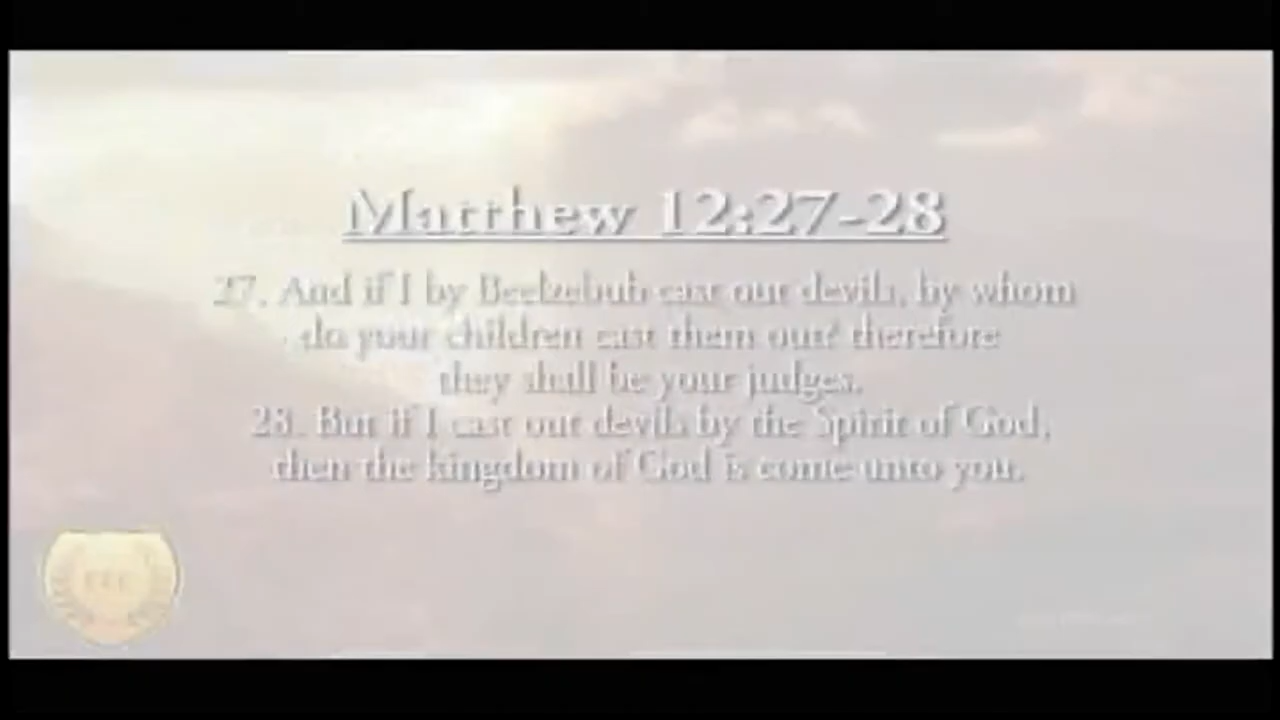 Matthew 12:27-28
27. And if I by Beelzebub cast out devils, by whom
do your children cast them out? therefore
they shall be your judges.
28. But if I cast out devils by the Spirit of God,
then the kingdom of God is come unto you.